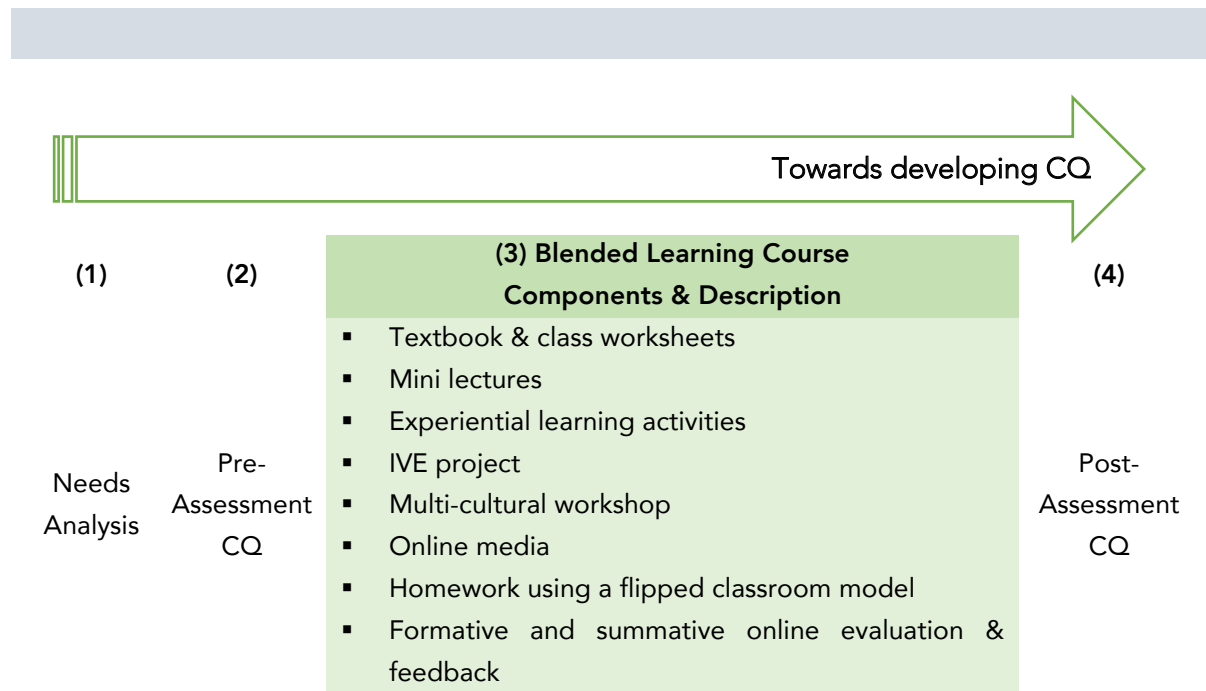 Towards developing CQ
(1)
(2)
(3) Blended Learning Course
Components & Description
(4)
Needs
Analysis
Pre-
Assessment
CQ
▪ Textbook & class worksheets
▪ Mini lectures
▪ Experiential learning activities
▪ IVE project
▪ Multi-cultural workshop
▪ Online media
▪ Homework using a flipped classroom model
▪ Formative and summative online evaluation &
feedback
Post-
Assessment
CQ